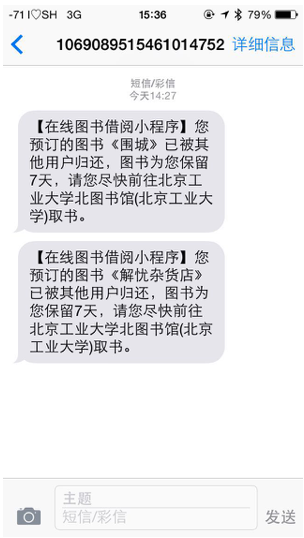 -71 I♡SH 3G 15:36 79%
1069089515461014752 详细信息
短信/彩信
今天14:27
【在线图书借阅小程序】您
预订的图书《围城》已被其
他用户归还，图书为您保留
7天，请您尽快前往北京工
业大学北图书馆(北京工业大
学)取书。
【在线图书借阅小程序】您
预订的图书《解忧杂货店》
已被其他用户归还，图书为
您保留7天，请您尽快前往
北京工业大学北图书馆(北京
工业大学)取书。
主题
短信/彩信
发送